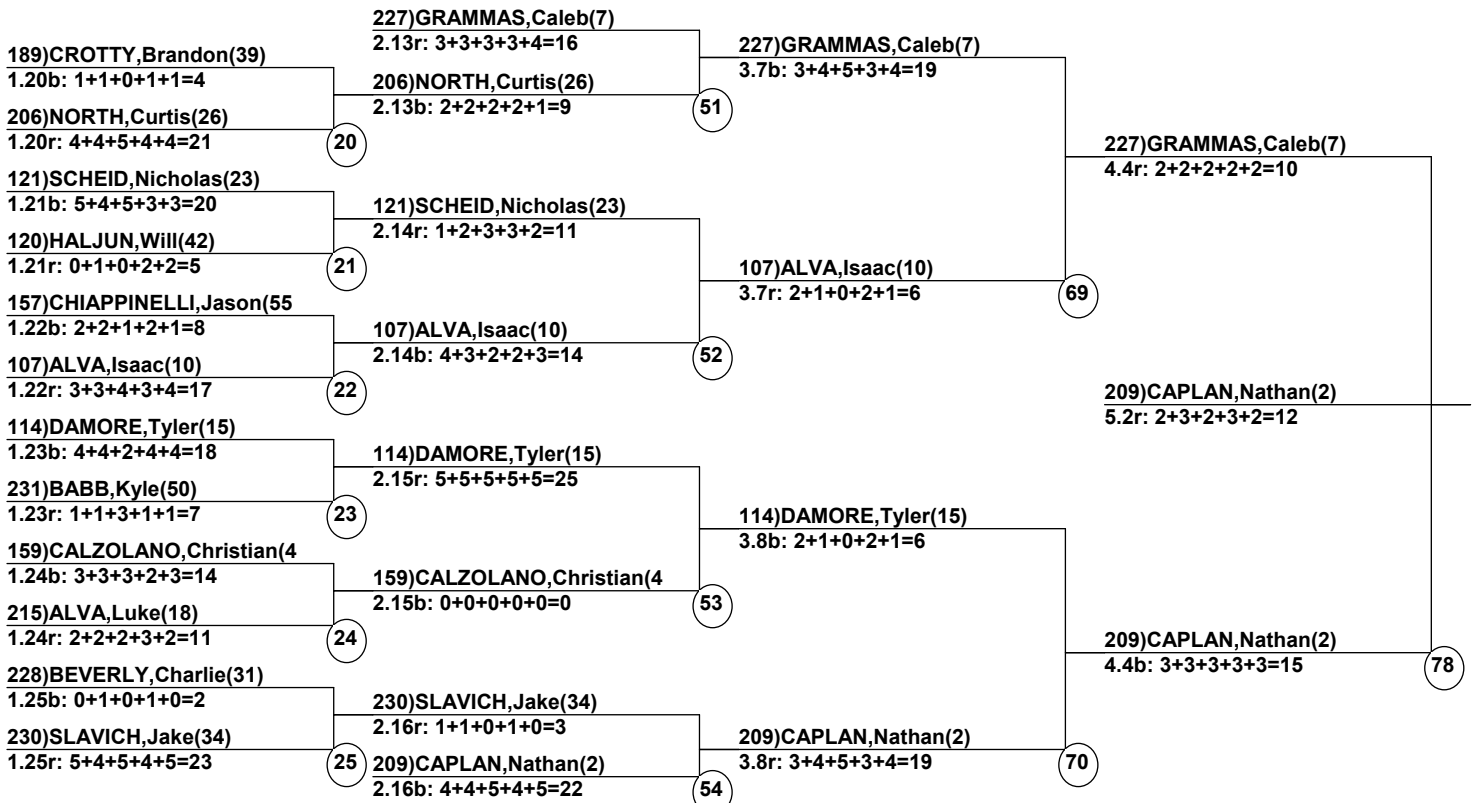 189)CROTTY,Brandon(39)
1.20b: 1+1+0+1+1=4
206)NORTH,Curtis(26)
1.20r: 4+4+5+4+4=21
20
121)SCHEID,Nicholas(23)
1.21b: 5+4+5+3+3=20
120)HALJUN,Will(42)
1.21r: 0+1+0+2+2=5
21
157)CHIAPPINELLI,Jason(55
1.22b: 2+2+1+2+1=8
107)ALVA,Isaac(10)
1.22r: 3+3+4+3+4=17
22
114)DAMORE,Tyler(15)
1.23b: 4+4+2+4+4=18
231)BABB,Kyle(50)
1.23r: 1+1+3+1+1=7
23
159)CALZOLANO,Christian(4
1.24b: 3+3+3+2+3=14
215)ALVA,Luke(18)
1.24r: 2+2+2+3+2=11
24
228)BEVERLY,Charlie(31)
1.25b: 0+1+0+1+0=2
230)SLAVICH,Jake(34)
1.25r: 5+4+5+4+5=23
25
227)GRAMMAS,Caleb(7)
2.13r: 3+3+3+3+4=16
206)NORTH,Curtis(26)
2.13b: 2+2+2+2+1=9
51
121)SCHEID,Nicholas(23)
2.14r: 1+2+3+3+2=11
107)ALVA,Isaac(10)
2.14b: 4+3+2+2+3=14
52
114)DAMORE,Tyler(15)
2.15r: 5+5+5+5+5=25
159)CALZOLANO,Christian(4
2.15b: 0+0+0+0+0=0
53
230)SLAVICH,Jake(34)
2.16r: 1+1+0+1+0=3
209)CAPLAN,Nathan(2)
2.16b: 4+4+5+4+5=22
54
227)GRAMMAS,Caleb(7)
3.7b: 3+4+5+3+4=19
107)ALVA,Isaac(10)
3.7r: 2+1+0+2+1=6
69
114)DAMORE,Tyler(15)
3.8b: 2+1+0+2+1=6
209)CAPLAN,Nathan(2)
3.8r: 3+4+5+3+4=19
70
227)GRAMMAS,Caleb(7)
4.4r: 2+2+2+2+2=10
209)CAPLAN,Nathan(2)
4.4b: 3+3+3+3+3=15
78
209)CAPLAN,Nathan(2)
5.2r: 2+3+2+3+2=12